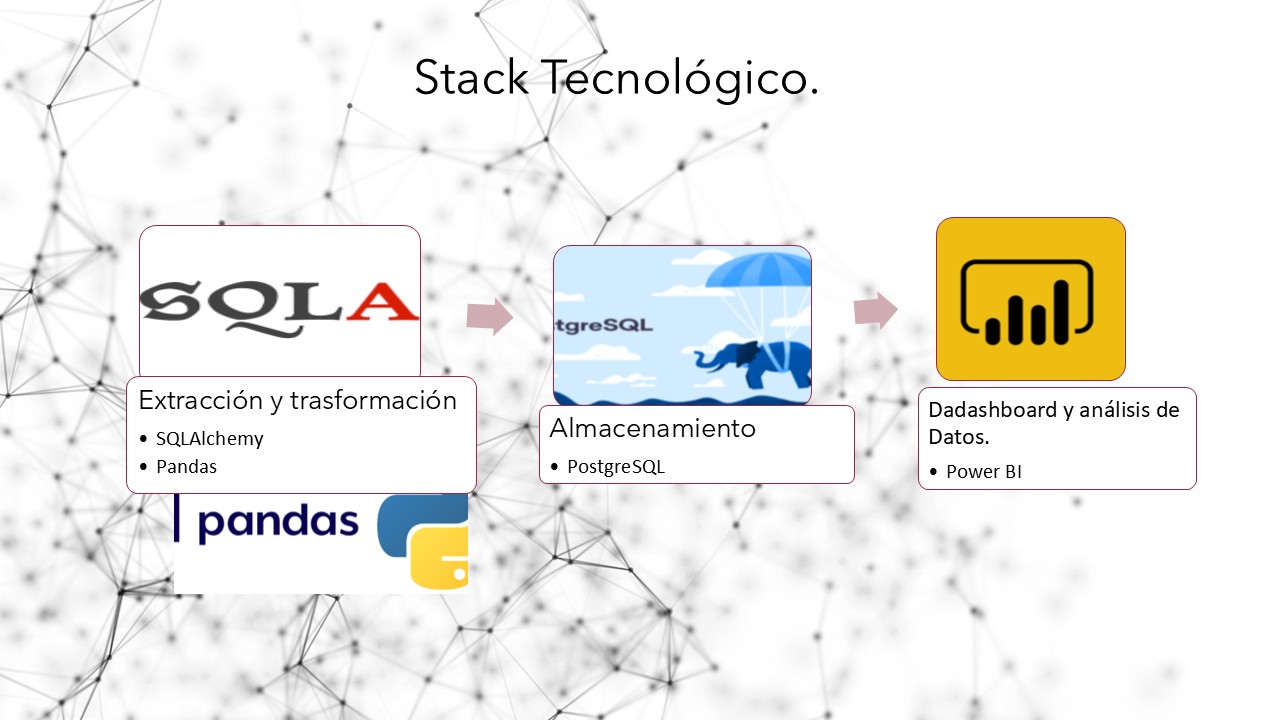 Stack Tecnológico.
SQLA
Extracción y trasformación
• SQLAlchemy
• Pandas
pandas
tgreSQL
Almacenamiento
• PostgreSQL
Dadashboard y análisis de
Datos.
• Power BI